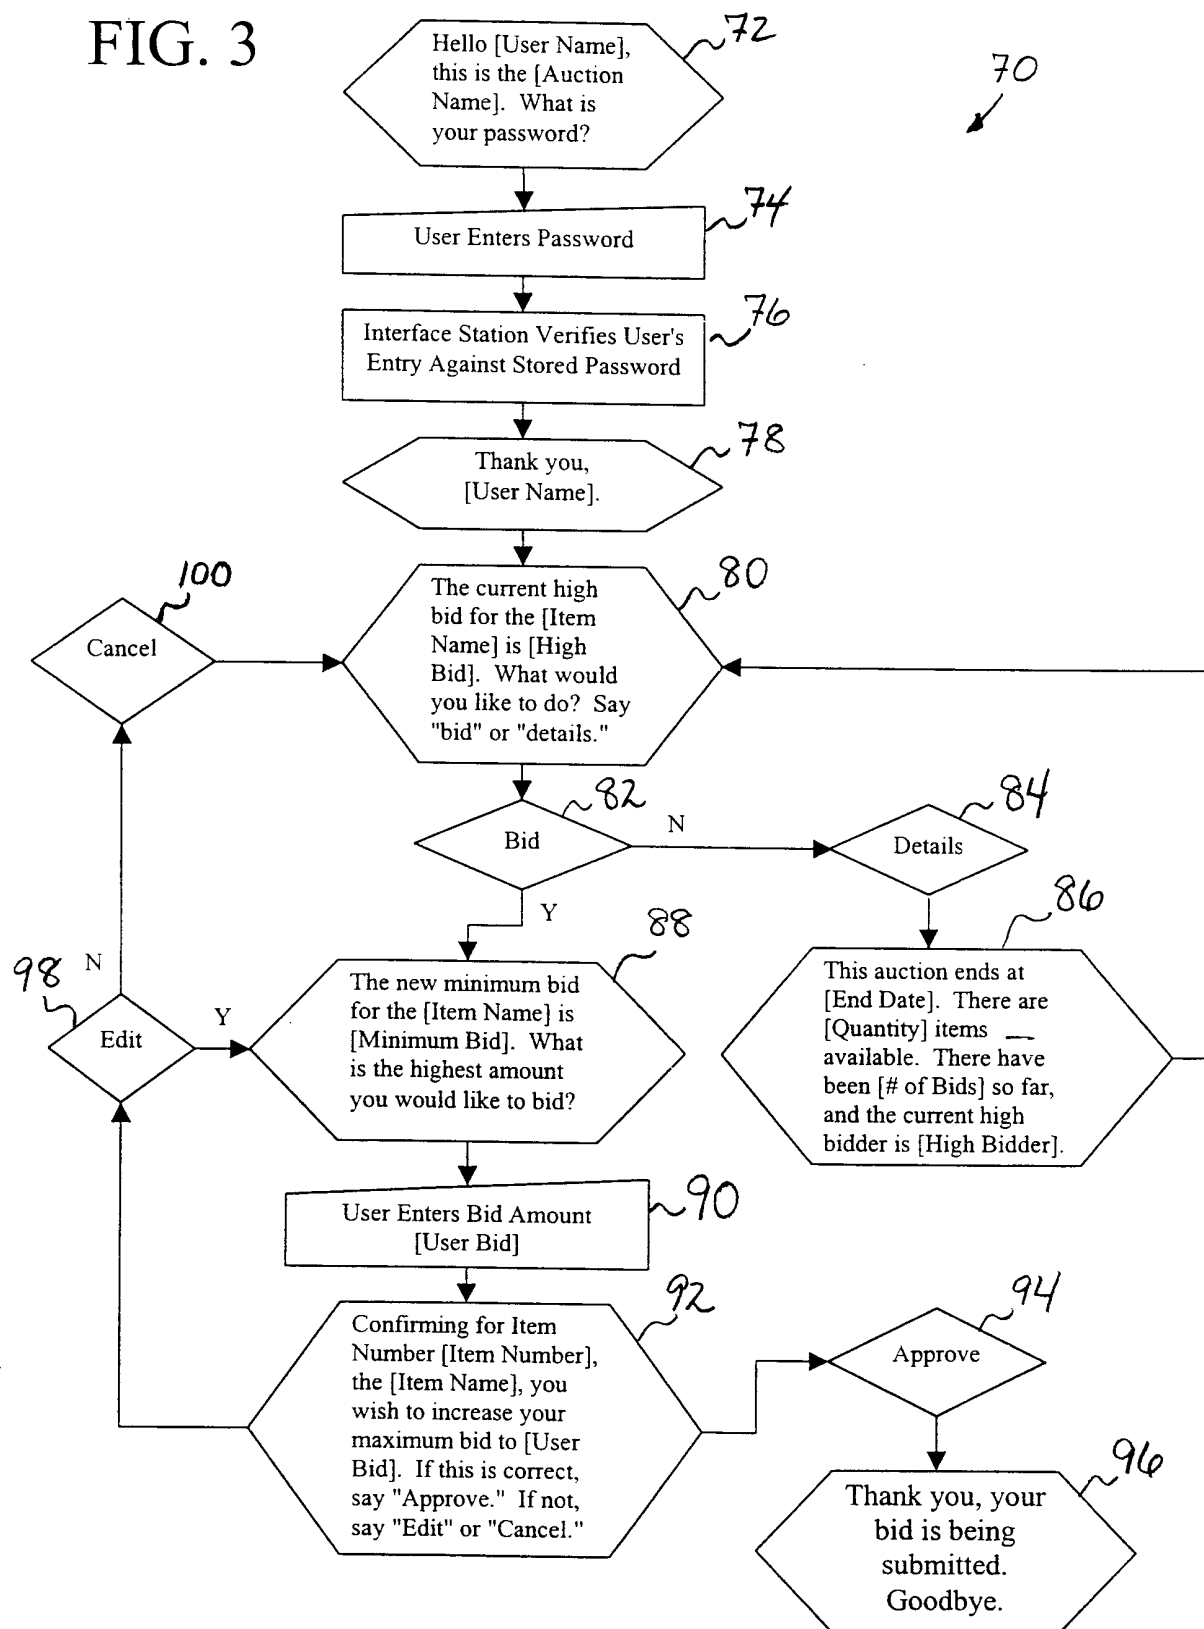 FIG. 3
72
70
Hello [User Name],
this is the [Auction
Name]. What is
your password?
74
User Enters Password
76
Interface Station Verifies User's
Entry Against Stored Password
78
Thank you,
[User Name].
100
80
Cancel
The current high
bid for the [Item
Name] is [High
Bid]. What would
you like to do? Say
"bid" or "details."
82
84
Bid
N
Details
Y
88
86
98
N
Edit
Y
The new minimum bid
for the [Item Name] is
[Minimum Bid]. What
is the highest amount
you would like to bid?
This auction ends at
[End Date]. There are
[Quantity] items
available. There have
been [# of Bids] so far,
and the current high
bidder is [High Bidder].
90
User Enters Bid Amount
[User Bid]
92
94
Confirming for Item
Number [Item Number],
the [Item Name], you
wish to increase your
maximum bid to [User
Bid]. If this is correct,
say "Approve." If not,
say "Edit" or "Cancel."
Approve
96
Thank you, your
bid is being
submitted.
Goodbye.